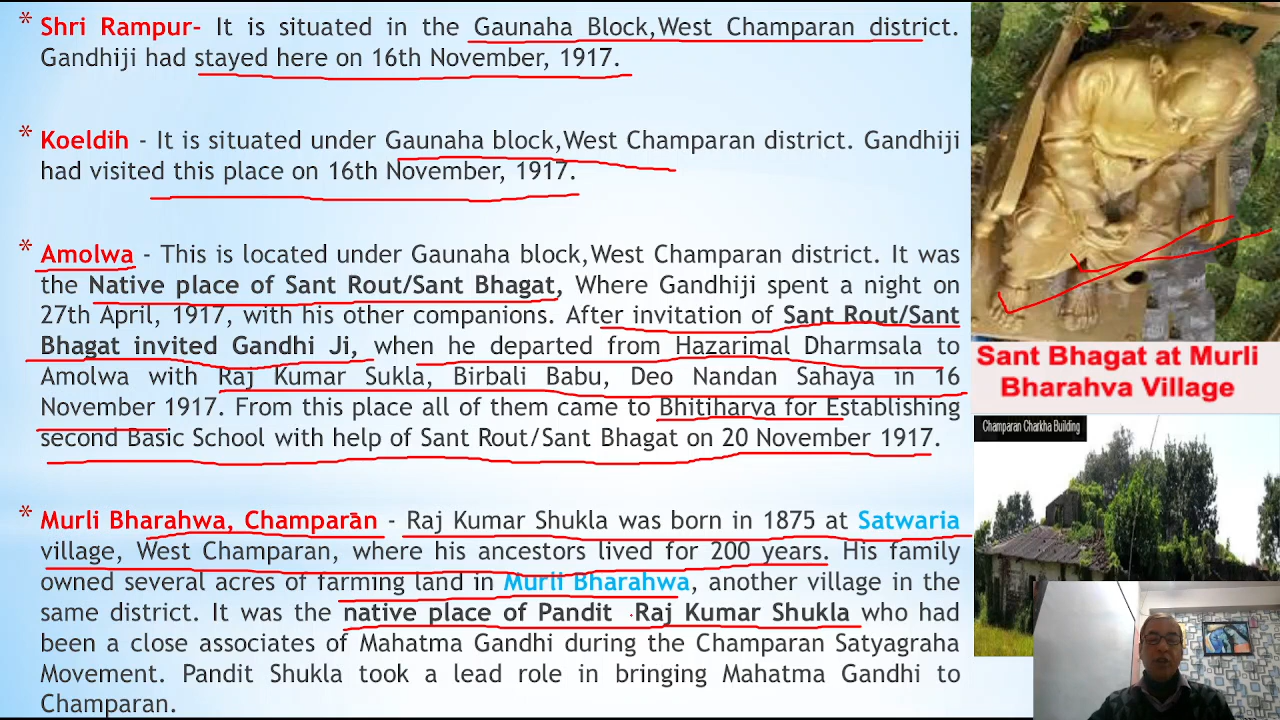 * Shri Rampur- It is situated in the Gaunaha Block,West Champaran district.
Gandhiji had stayed here on 16th November, 1917.
* Koeldih - It is situated under Gaunaha block,West Champaran district. Gandhiji
had visited this place on 16th November, 1917.
* Amolwa - This is located under Gaunaha block,West Champaran district. It was
the Native place of Sant Rout/Sant Bhagat, Where Gandhiji spent a night on
27th April, 1917, with his other companions. After invitation of Sant Rout/Sant
Bhagat invited Gandhi Ji, when he departed from Hazarimal Dharmsala to
Amolwa with Raj Kumar Sukla, Birbali Babu, Deo Nandan Sahaya in 16
November 1917. From this place all of them came to Bhitiharva for Establishing
second Basic School with help of Sant Rout/Sant Bhagat on 20 November 1917.
* Murli Bharahwa, Champarān - Raj Kumar Shukla was born in 1875 at Satwaria
village, West Champaran, where his ancestors lived for 200 years. His family
owned several acres of farming land in Murli Bharahwa, another village in the
same district. It was the native place of Pandit Raj Kumar Shukla who had
been a close associates of Mahatma Gandhi during the Champaran Satyagraha
Movement. Pandit Shukla took a lead role in bringing Mahatma Gandhi to
Champaran.
Sant Bhagat at Murli
Bharahva Village
Champaran Charkha Building